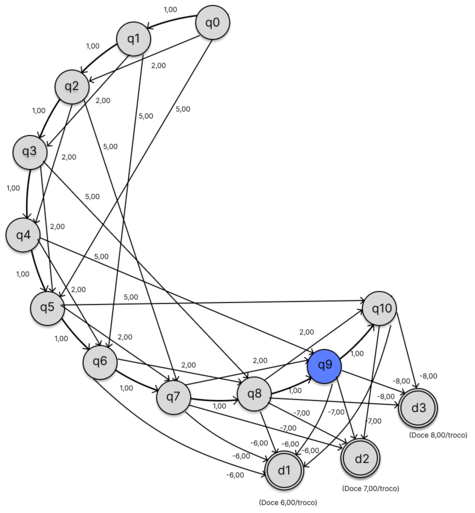 q0
1,00
q1
1,00
2,00
q2
1,00
2,00
5,00
5,00
q3
2,00
1,00
5,00
q4
2,00
5,00
1,00
2,00
5,00
q5
q10
1,00
2,00
2,00
2,00
q6
2,00
q9
1,00
1,00
q7
1,00
q8
1,00
-8,00
-8,00
-8,00
d3
-7,00
-7,00
-7,00
(Doce 8,00/troco)
-6,00
-6,00
-6,00
-6,00
-6,00
d1
d2
(Doce 7,00/troco)
(Doce 6,00/troco)